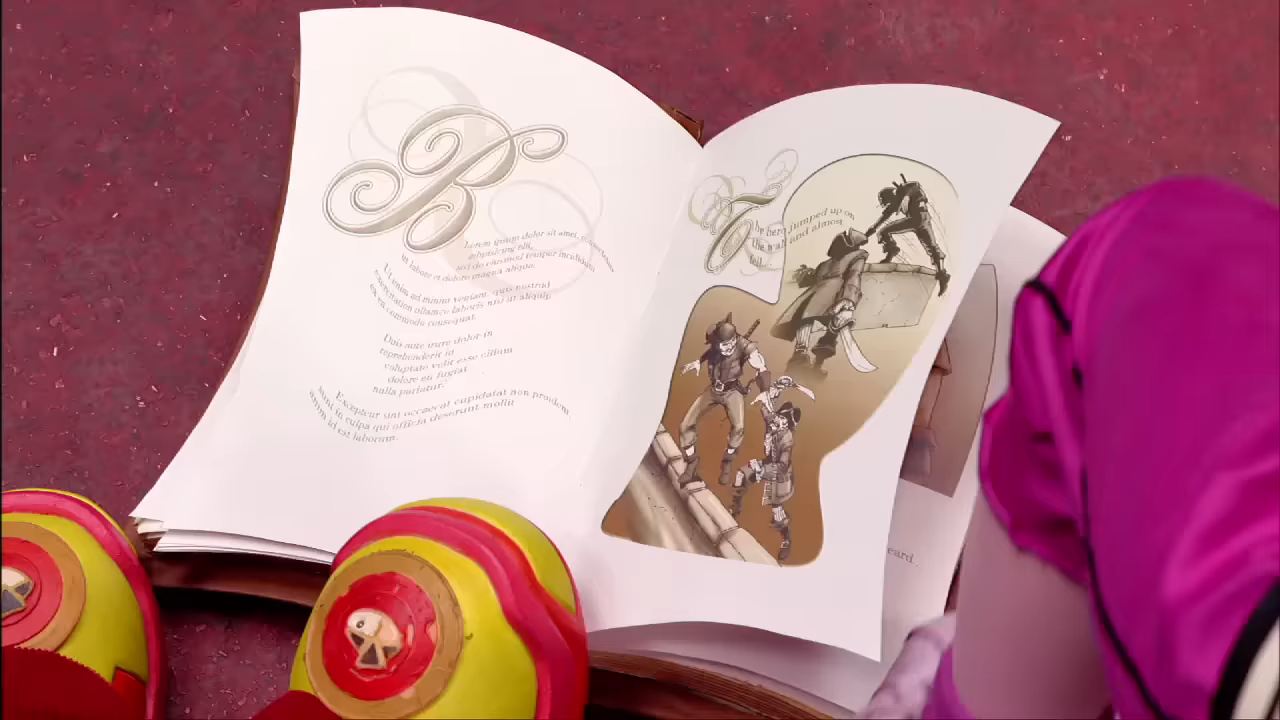 B
Lorem ipsum dolor sit amet, consectetur
adipisicing elit,
sed do eiusmod tempor incididunt
ut labore et dolore magna aliqua.
Ut enim ad minim veniam, quis nostrud
exercitation ullamco laboris nisi ut aliquip
ex ea commodo consequat.
Duis aute irure dolor in
reprehenderit in
voluptate velit esse cillum
dolore eu fugiat
nulla pariatur.
Excepteur sint occaecat cupidatat non proident,
sunt in culpa qui officia deserunt mollit
anim id est laborum.
The hero jumped up on
the wall and almost
fell
eard.